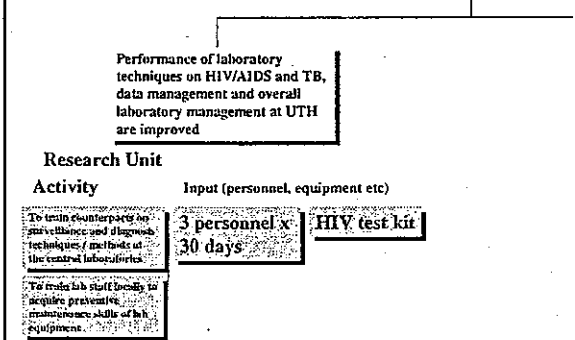 Performance of laboratory
techniques on HIV/AIDS and TB,
data management and overall
laboratory management at UTH
are improved
Research Unit
Activity
Input (personnel, equipment etc)
To train counterparts on
surveillance and diagnosis
techniques / methods at
the central laboratories
3 personnel x
30 days
HIV test kit
To train lab staff locally to
acquire preventive
maintenance skills of lab
equipment.